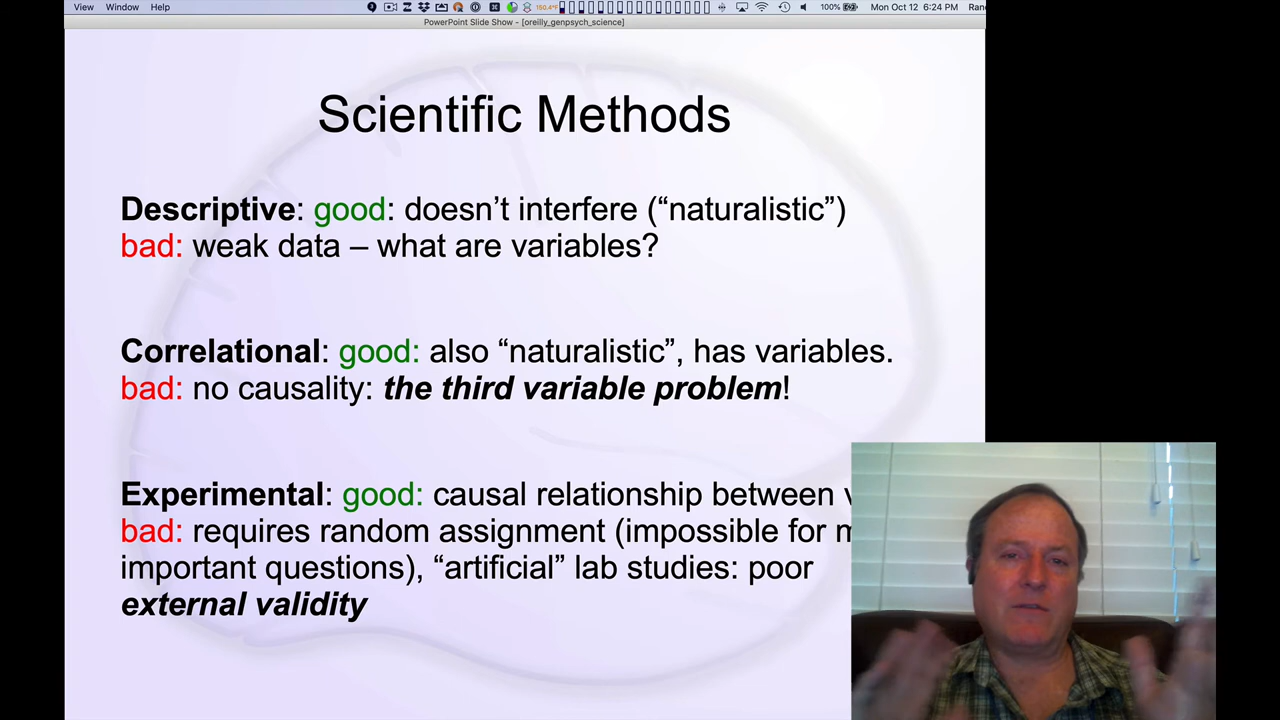 View Window Help 150.4°F 100% Mon Oct 12 6:24 PM
PowerPoint Slide Show - [oreilly_genpsych_science]
Scientific Methods
Descriptive: good: doesn’t interfere (“naturalistic”)
bad: weak data – what are variables?
Correlational: good: also “naturalistic”, has variables.
bad: no causality: the third variable problem!
Experimental: good: causal relationship between
bad: requires random assignment (impossible for
important questions), “artificial” lab studies: poor
external validity